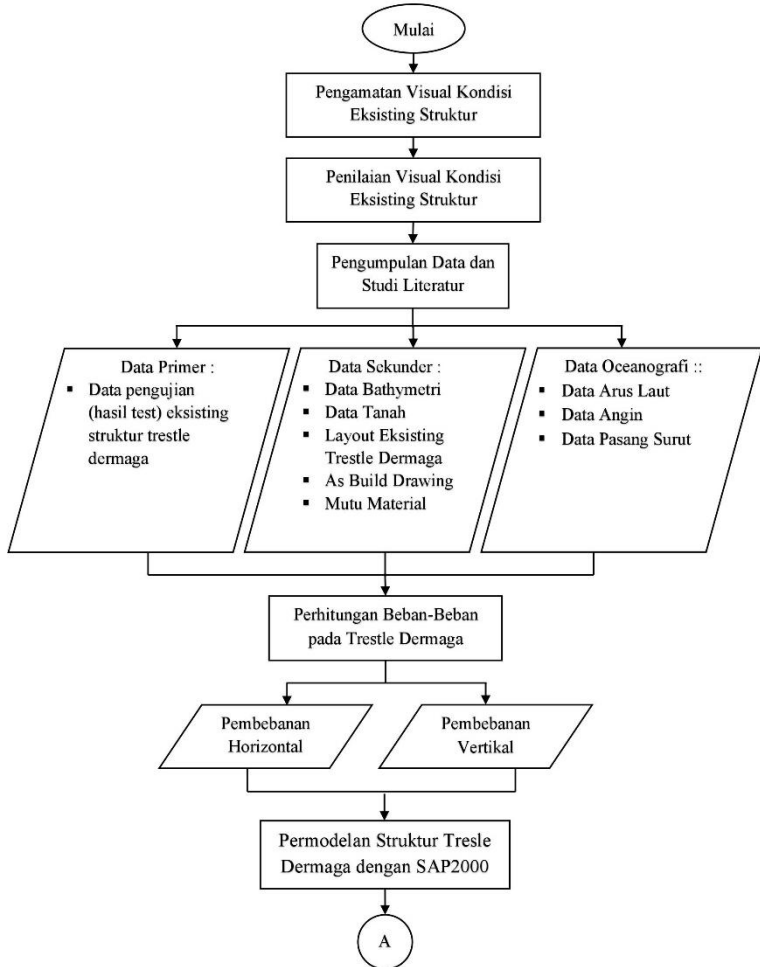 Mulai
Pengamatan Visual Kondisi
Eksisting Struktur
Penilaian Visual Kondisi
Eksisting Struktur
Pengumpulan Data dan
Studi Literatur
Data Primer :
▪ Data pengujian
(hasil test) eksisting
struktur trestle
dermaga
Data Sekunder :
▪ Data Bathymetri
▪ Data Tanah
▪ Layout Eksisting
Trestle Dermaga
▪ As Build Drawing
▪ Mutu Material
Data Oceanografi ::
▪ Data Arus Laut
▪ Data Angin
▪ Data Pasang Surut
Perhitungan Beban-Beban
pada Trestle Dermaga
Pembebanan
Horizontal
Pembebanan
Vertikal
Permodelan Struktur Tresle
Dermaga dengan SAP2000
A